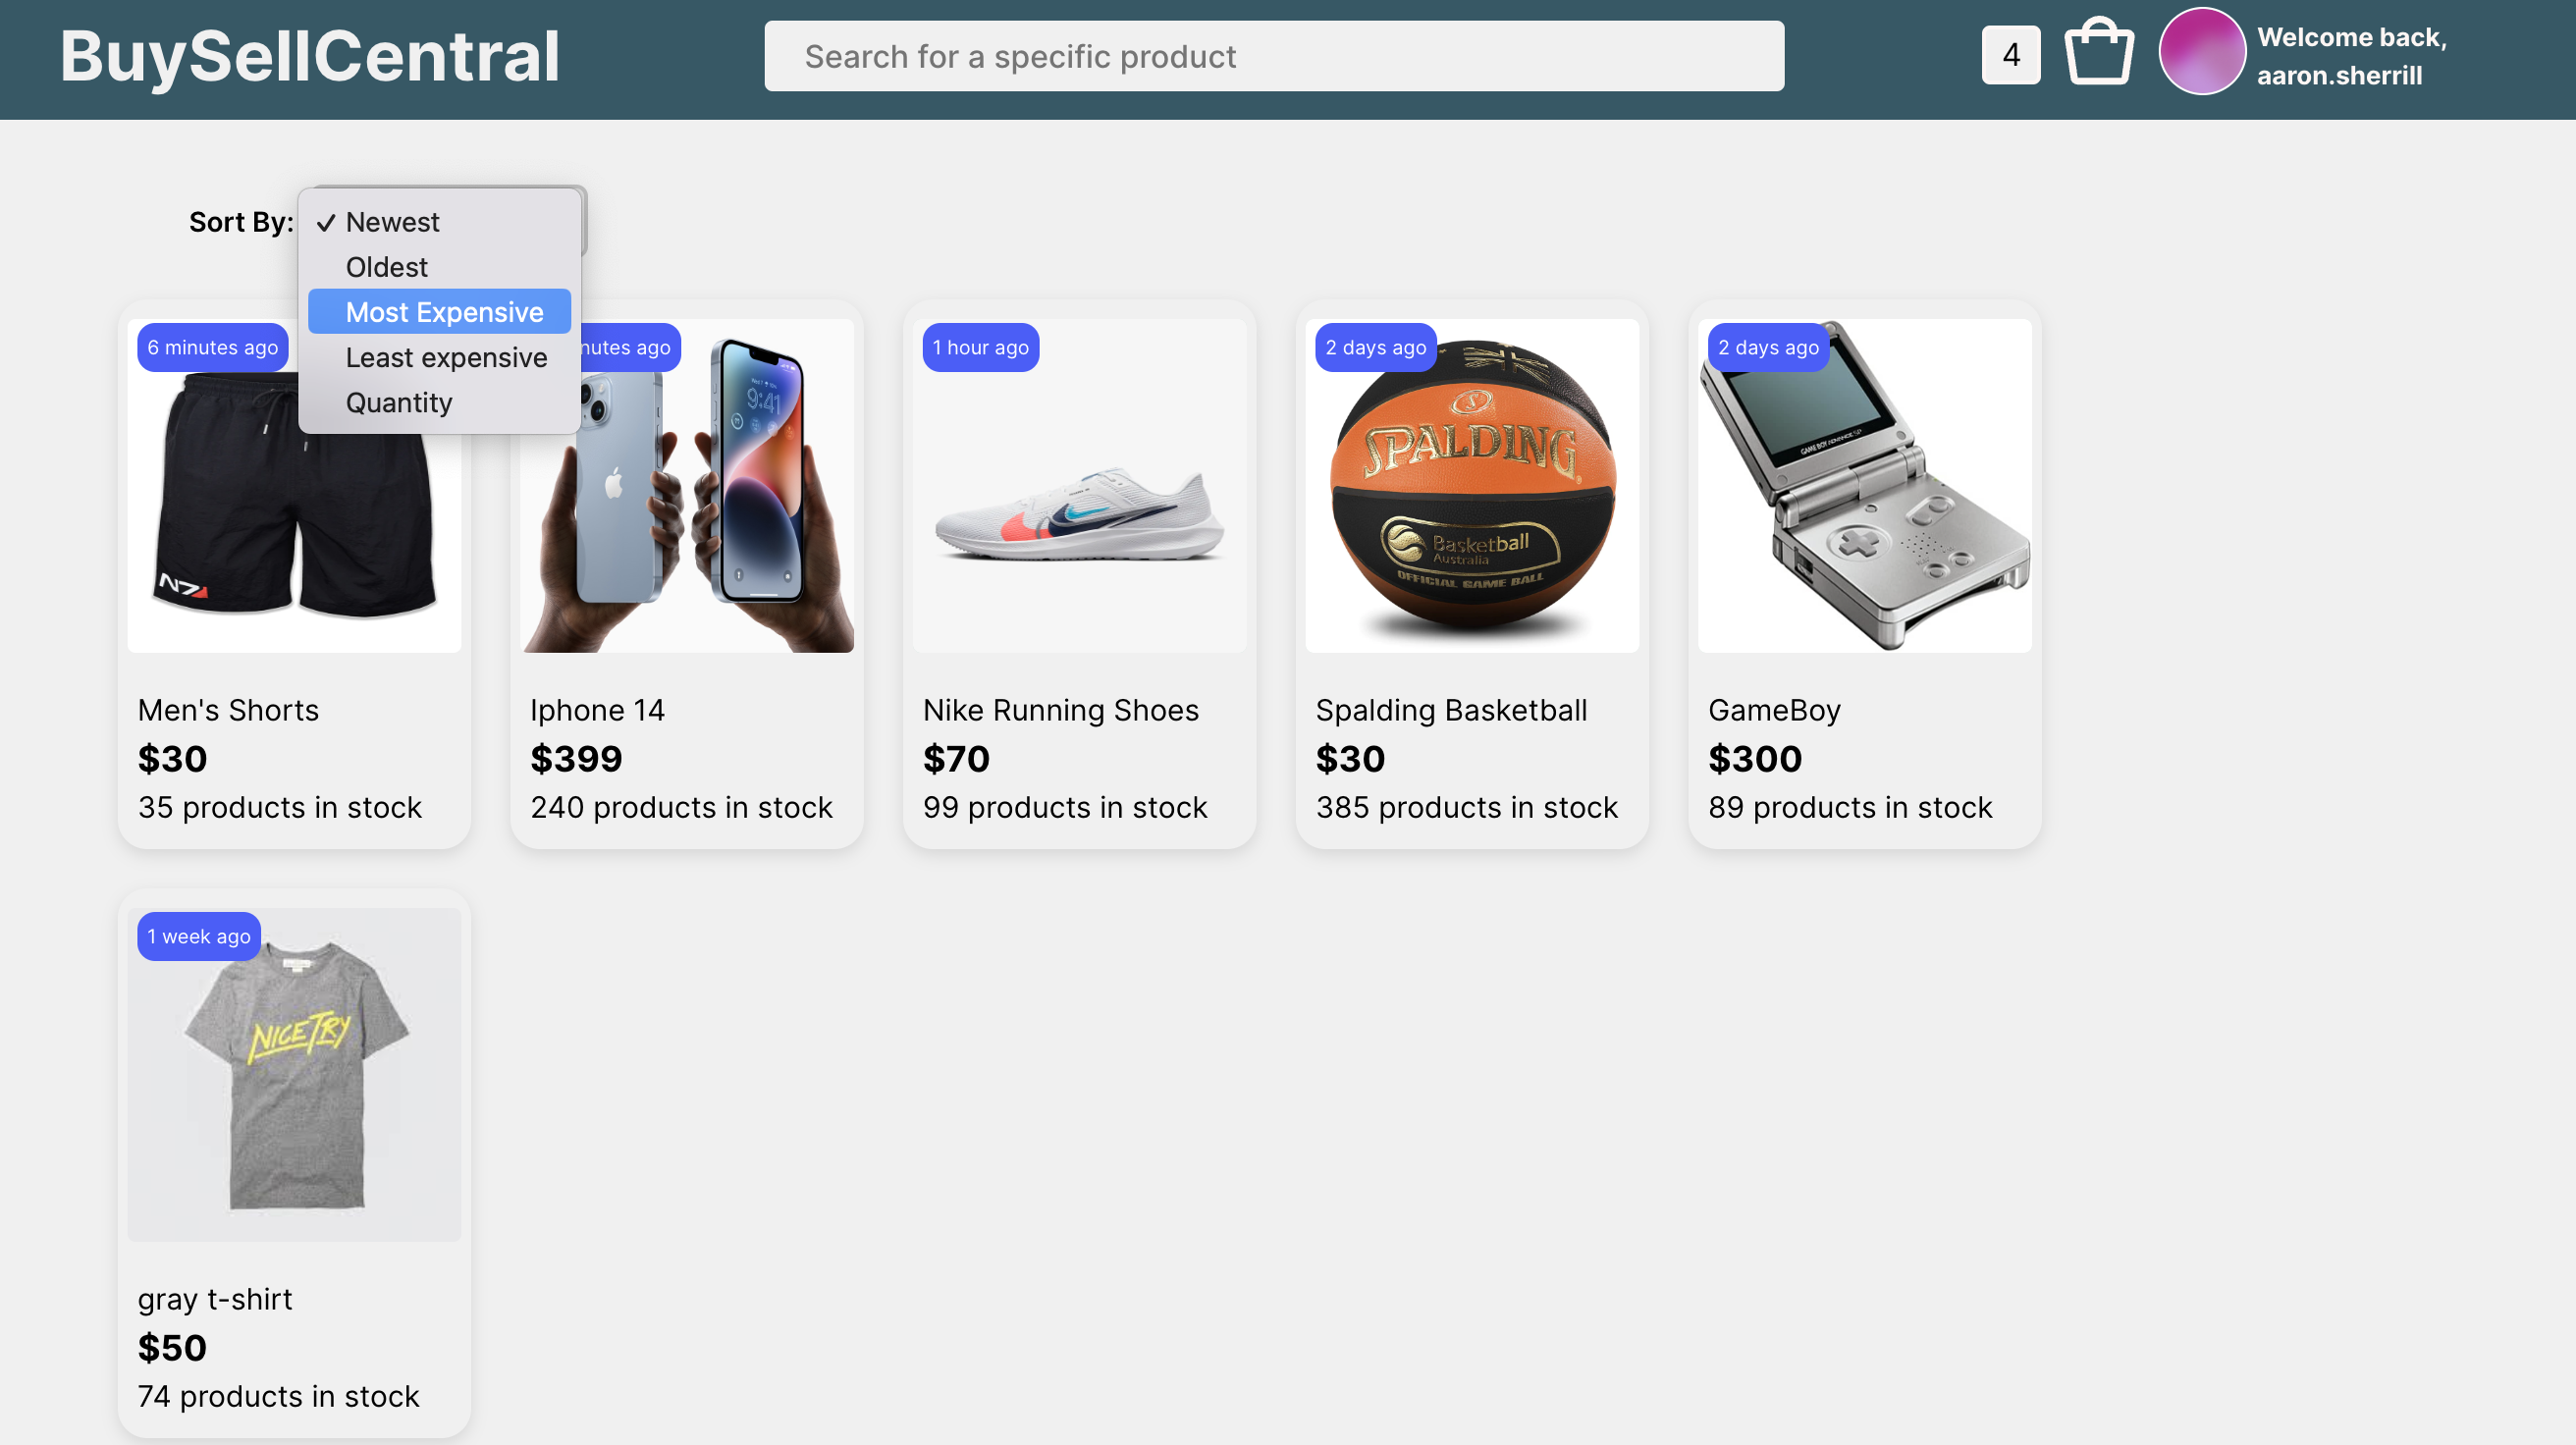 BuySellCentral
Search for a specific product
4
Welcome back,
aaron.sherrill
Sort By:
✓ Newest
Oldest
Most Expensive
Least expensive
Quantity
6 minutes ago
nutes ago
1 hour ago
2 days ago
2 days ago
N7
9:41
SPALDING
Basketball
Australia
OFFICIAL GAME BALL
GAME BOY ADVANCE SP
Men's Shorts
$30
35 products in stock
Iphone 14
$399
240 products in stock
Nike Running Shoes
$70
99 products in stock
Spalding Basketball
$30
385 products in stock
GameBoy
$300
89 products in stock
1 week ago
NICE TRY
gray t-shirt
$50
74 products in stock